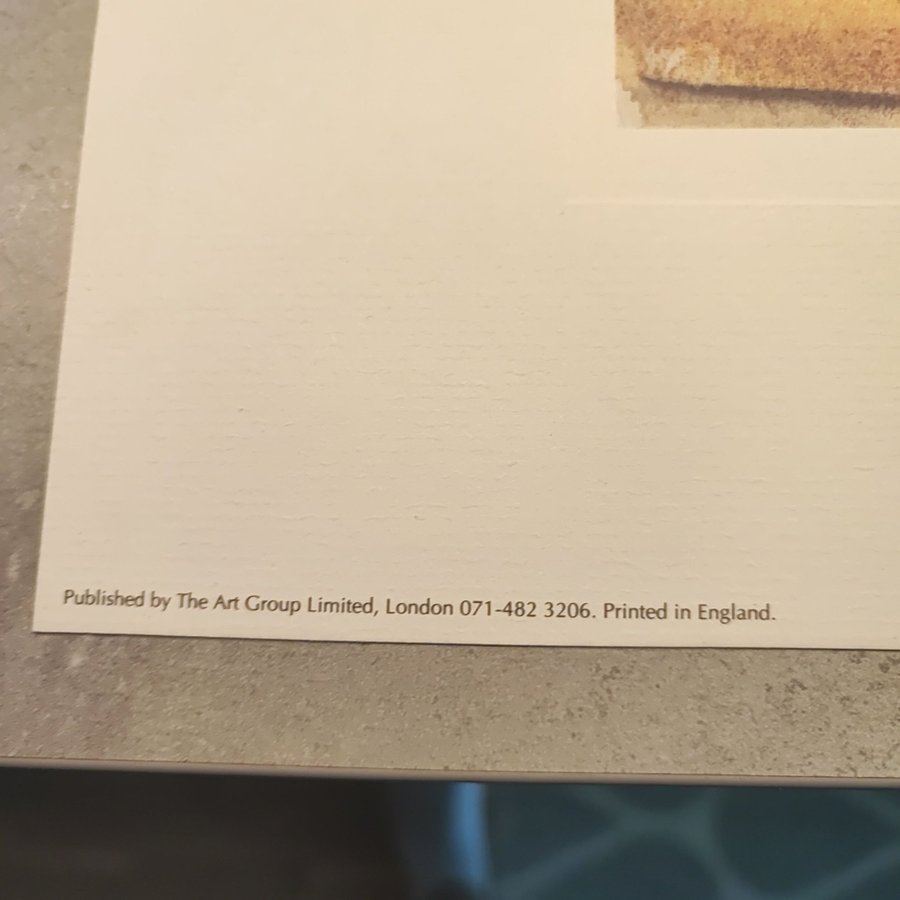 Published by The Art Group Limited, London 071-482 3206. Printed in England.